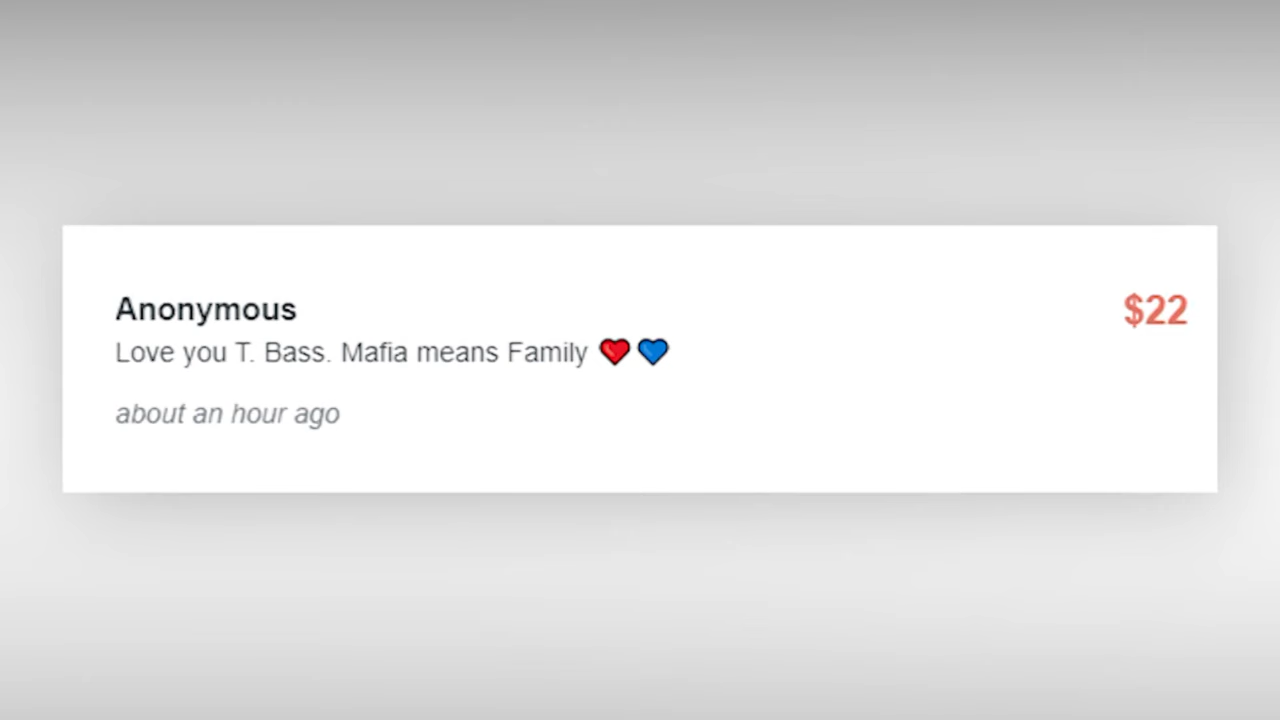 Anonymous
$22
Love you T. Bass. Mafia means Family ❤️💙
about an hour ago